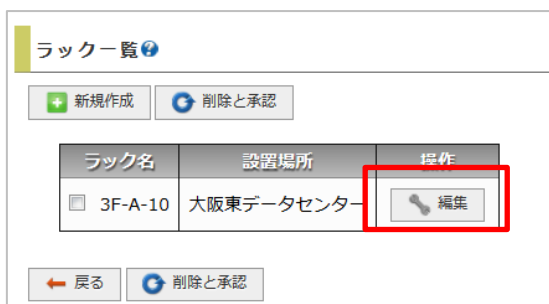 ラック一覧?
新規作成 削除と承認
ラック名 設置場所 操作
3F-A-10 大阪東データセンター 編集
戻る 削除と承認